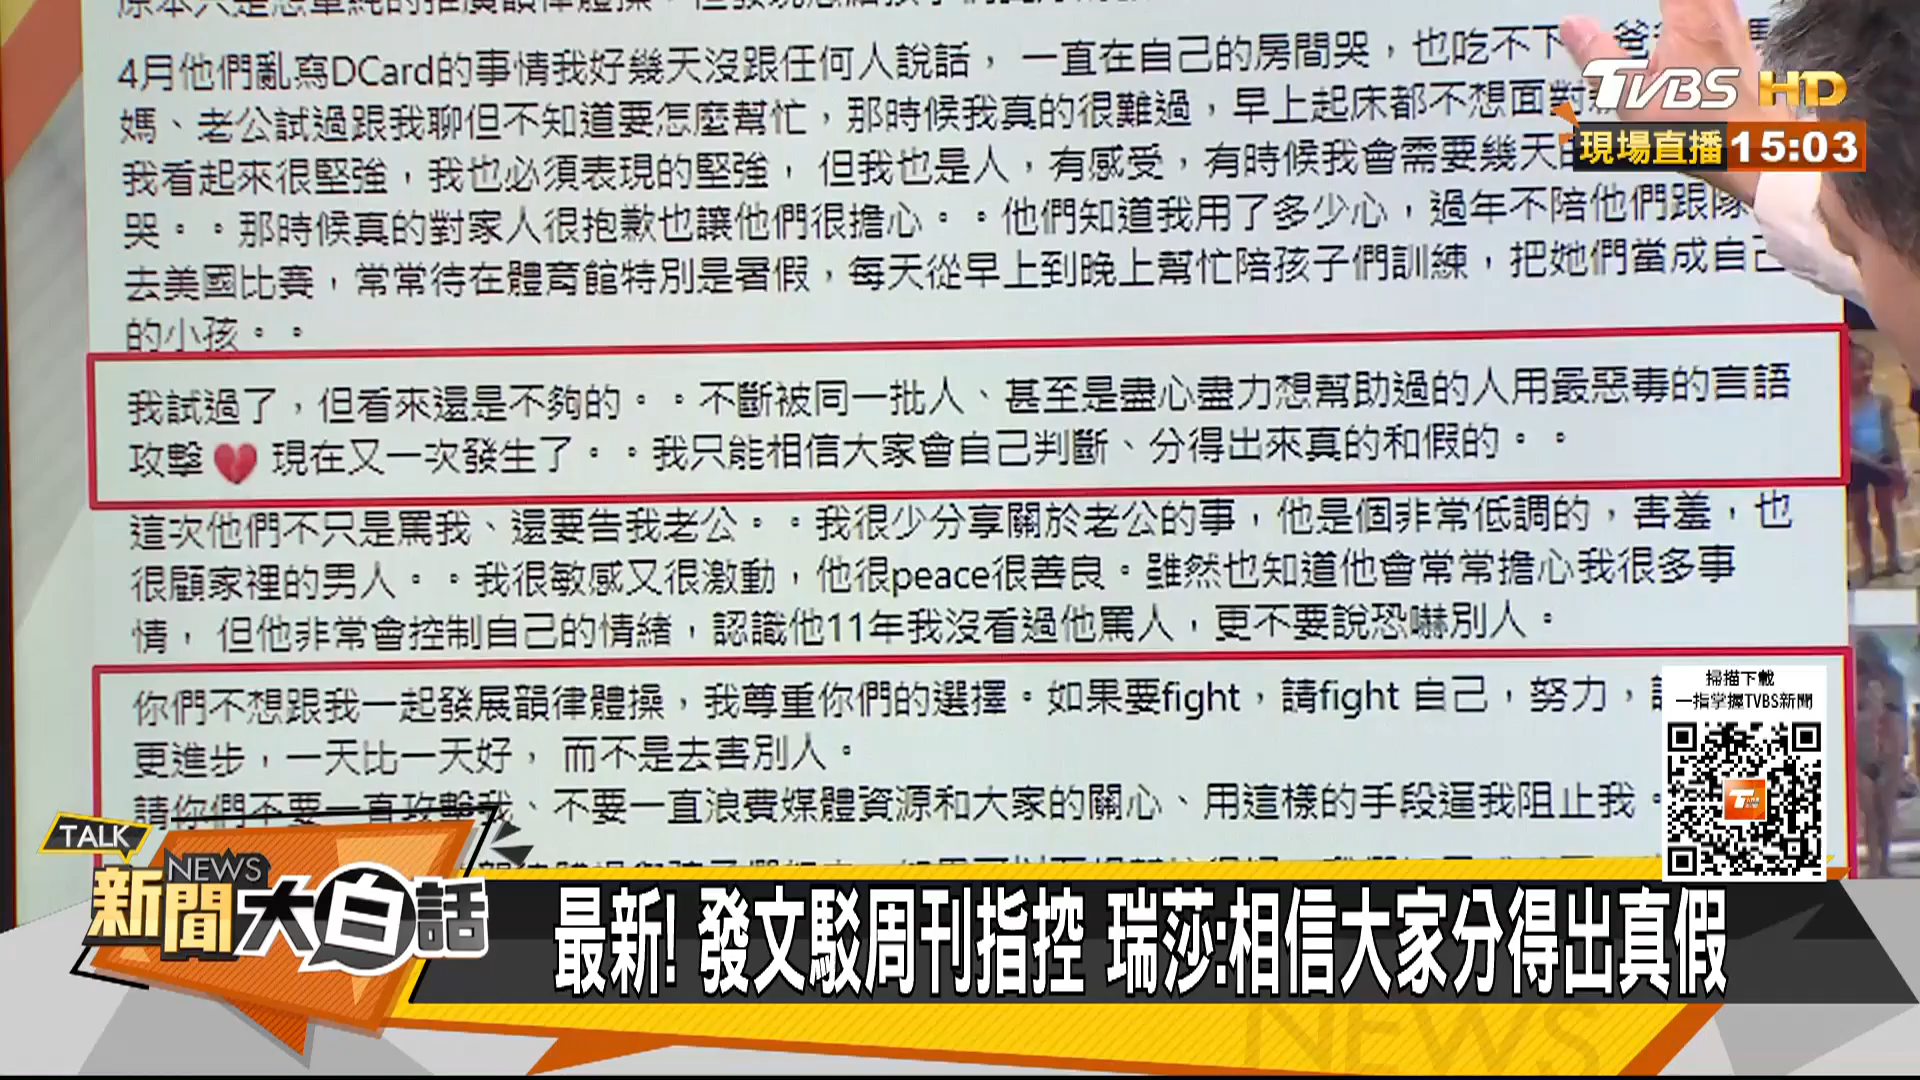 4月他們亂寫DCard的事情我好幾天沒跟任何人說話， 一直在自己的房間哭，也吃不下
媽、老公試過跟我聊但不知道要怎麼幫忙，那時候我真的很難過，早上起床都不想面對
我看起來很堅強，我也必須表現的堅強， 但我也是人，有感受，有時候我會需要幾天
哭。。那時候真的對家人很抱歉也讓他們很擔心。。他們知道我用了多少心，過年不陪他們跟隊
去美國比賽，常常待在體育館特別是暑假，每天從早上到晚上幫忙陪孩子們訓練，把她們當成自己
的小孩。。
我試過了，但看來還是不夠的。。不斷被同一批人、甚至是盡心盡力想幫助過的人用最惡毒的言語
攻擊💔現在又一次發生了。。我只能相信大家會自己判斷、分得出來真的和假的。。
這次他們不只是罵我、還要告我老公。。我很少分享關於老公的事，他是個非常低調的，害羞，也
很顧家裡的男人。。我很敏感又很激動，他很peace很善良。雖然也知道他會常常擔心我很多事
情， 但他非常會控制自己的情緒，認識他11年我沒看過他罵人，更不要說恐嚇別人。
你們不想跟我一起發展韻律體操，我尊重你們的選擇。如果要fight，請fight 自己，努力，
更進步，一天比一天好， 而不是去害別人。
請你們不要一直攻擊我、不要一直浪費媒體資源和大家的關心、用這樣的手段逼我阻止我。
TVBS HD
現場直播 15:03
掃描下載
一指掌握TVBS新聞
TALK
NEWS
新聞大白話
最新! 發文駁周刊指控 瑞莎:相信大家分得出真假
NEWS